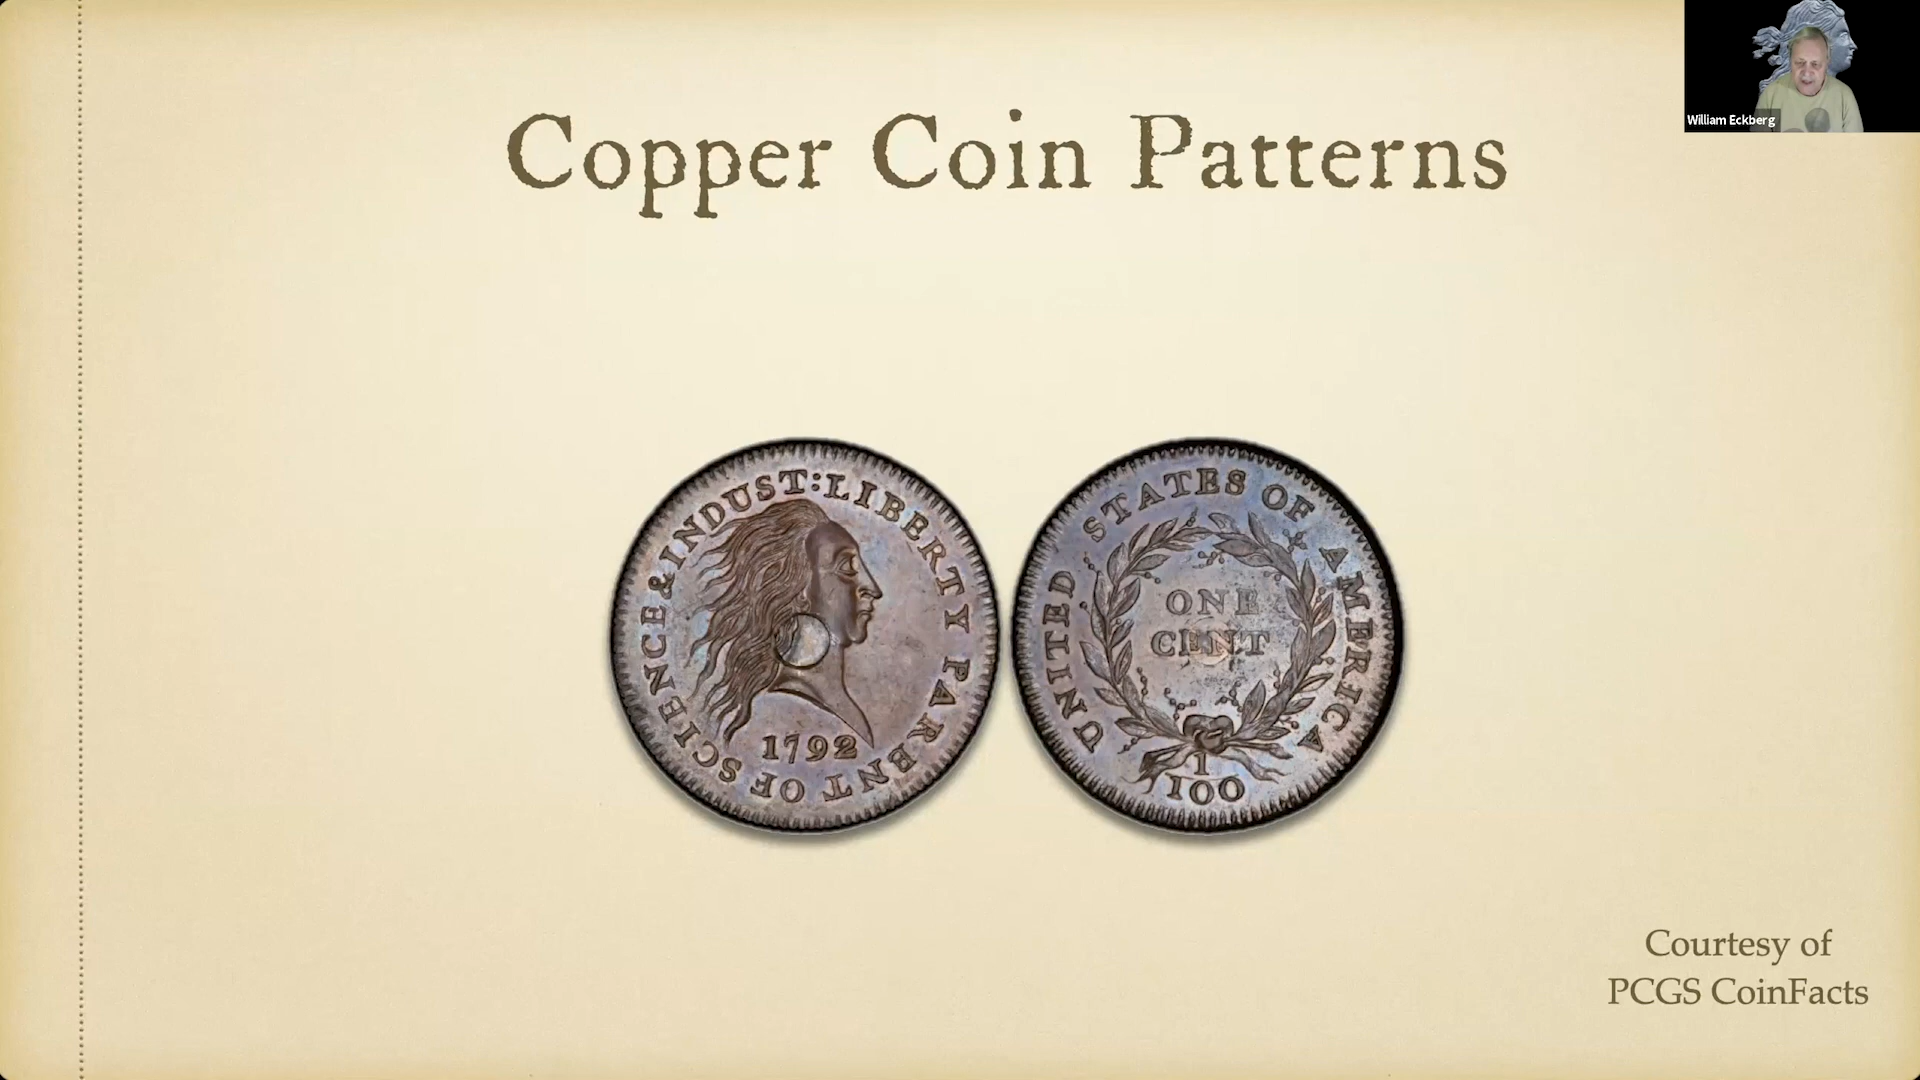 Copper Coin Patterns
William Eckberg
LIBERTY PARENT OF SCIENCE & INDUST:
1792
UNITED STATES OF AMERICA
ONE
CENT
1
100
Courtesy of
PCGS CoinFacts